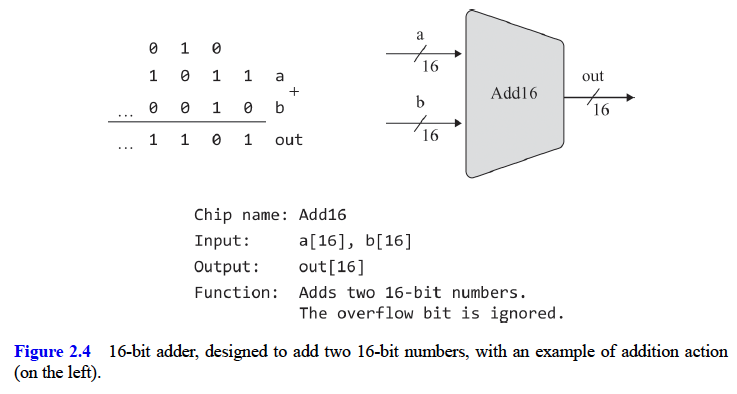 0 1 0
1 0 1 1 a
+
... 0 0 1 0 b
... 1 1 0 1 out
a
16
b
16
Add16
out
16
Chip name: Add16
Input: a[16], b[16]
Output: out[16]
Function: Adds two 16-bit numbers.
The overflow bit is ignored.
Figure 2.4 16-bit adder, designed to add two 16-bit numbers, with an example of addition action
(on the left).